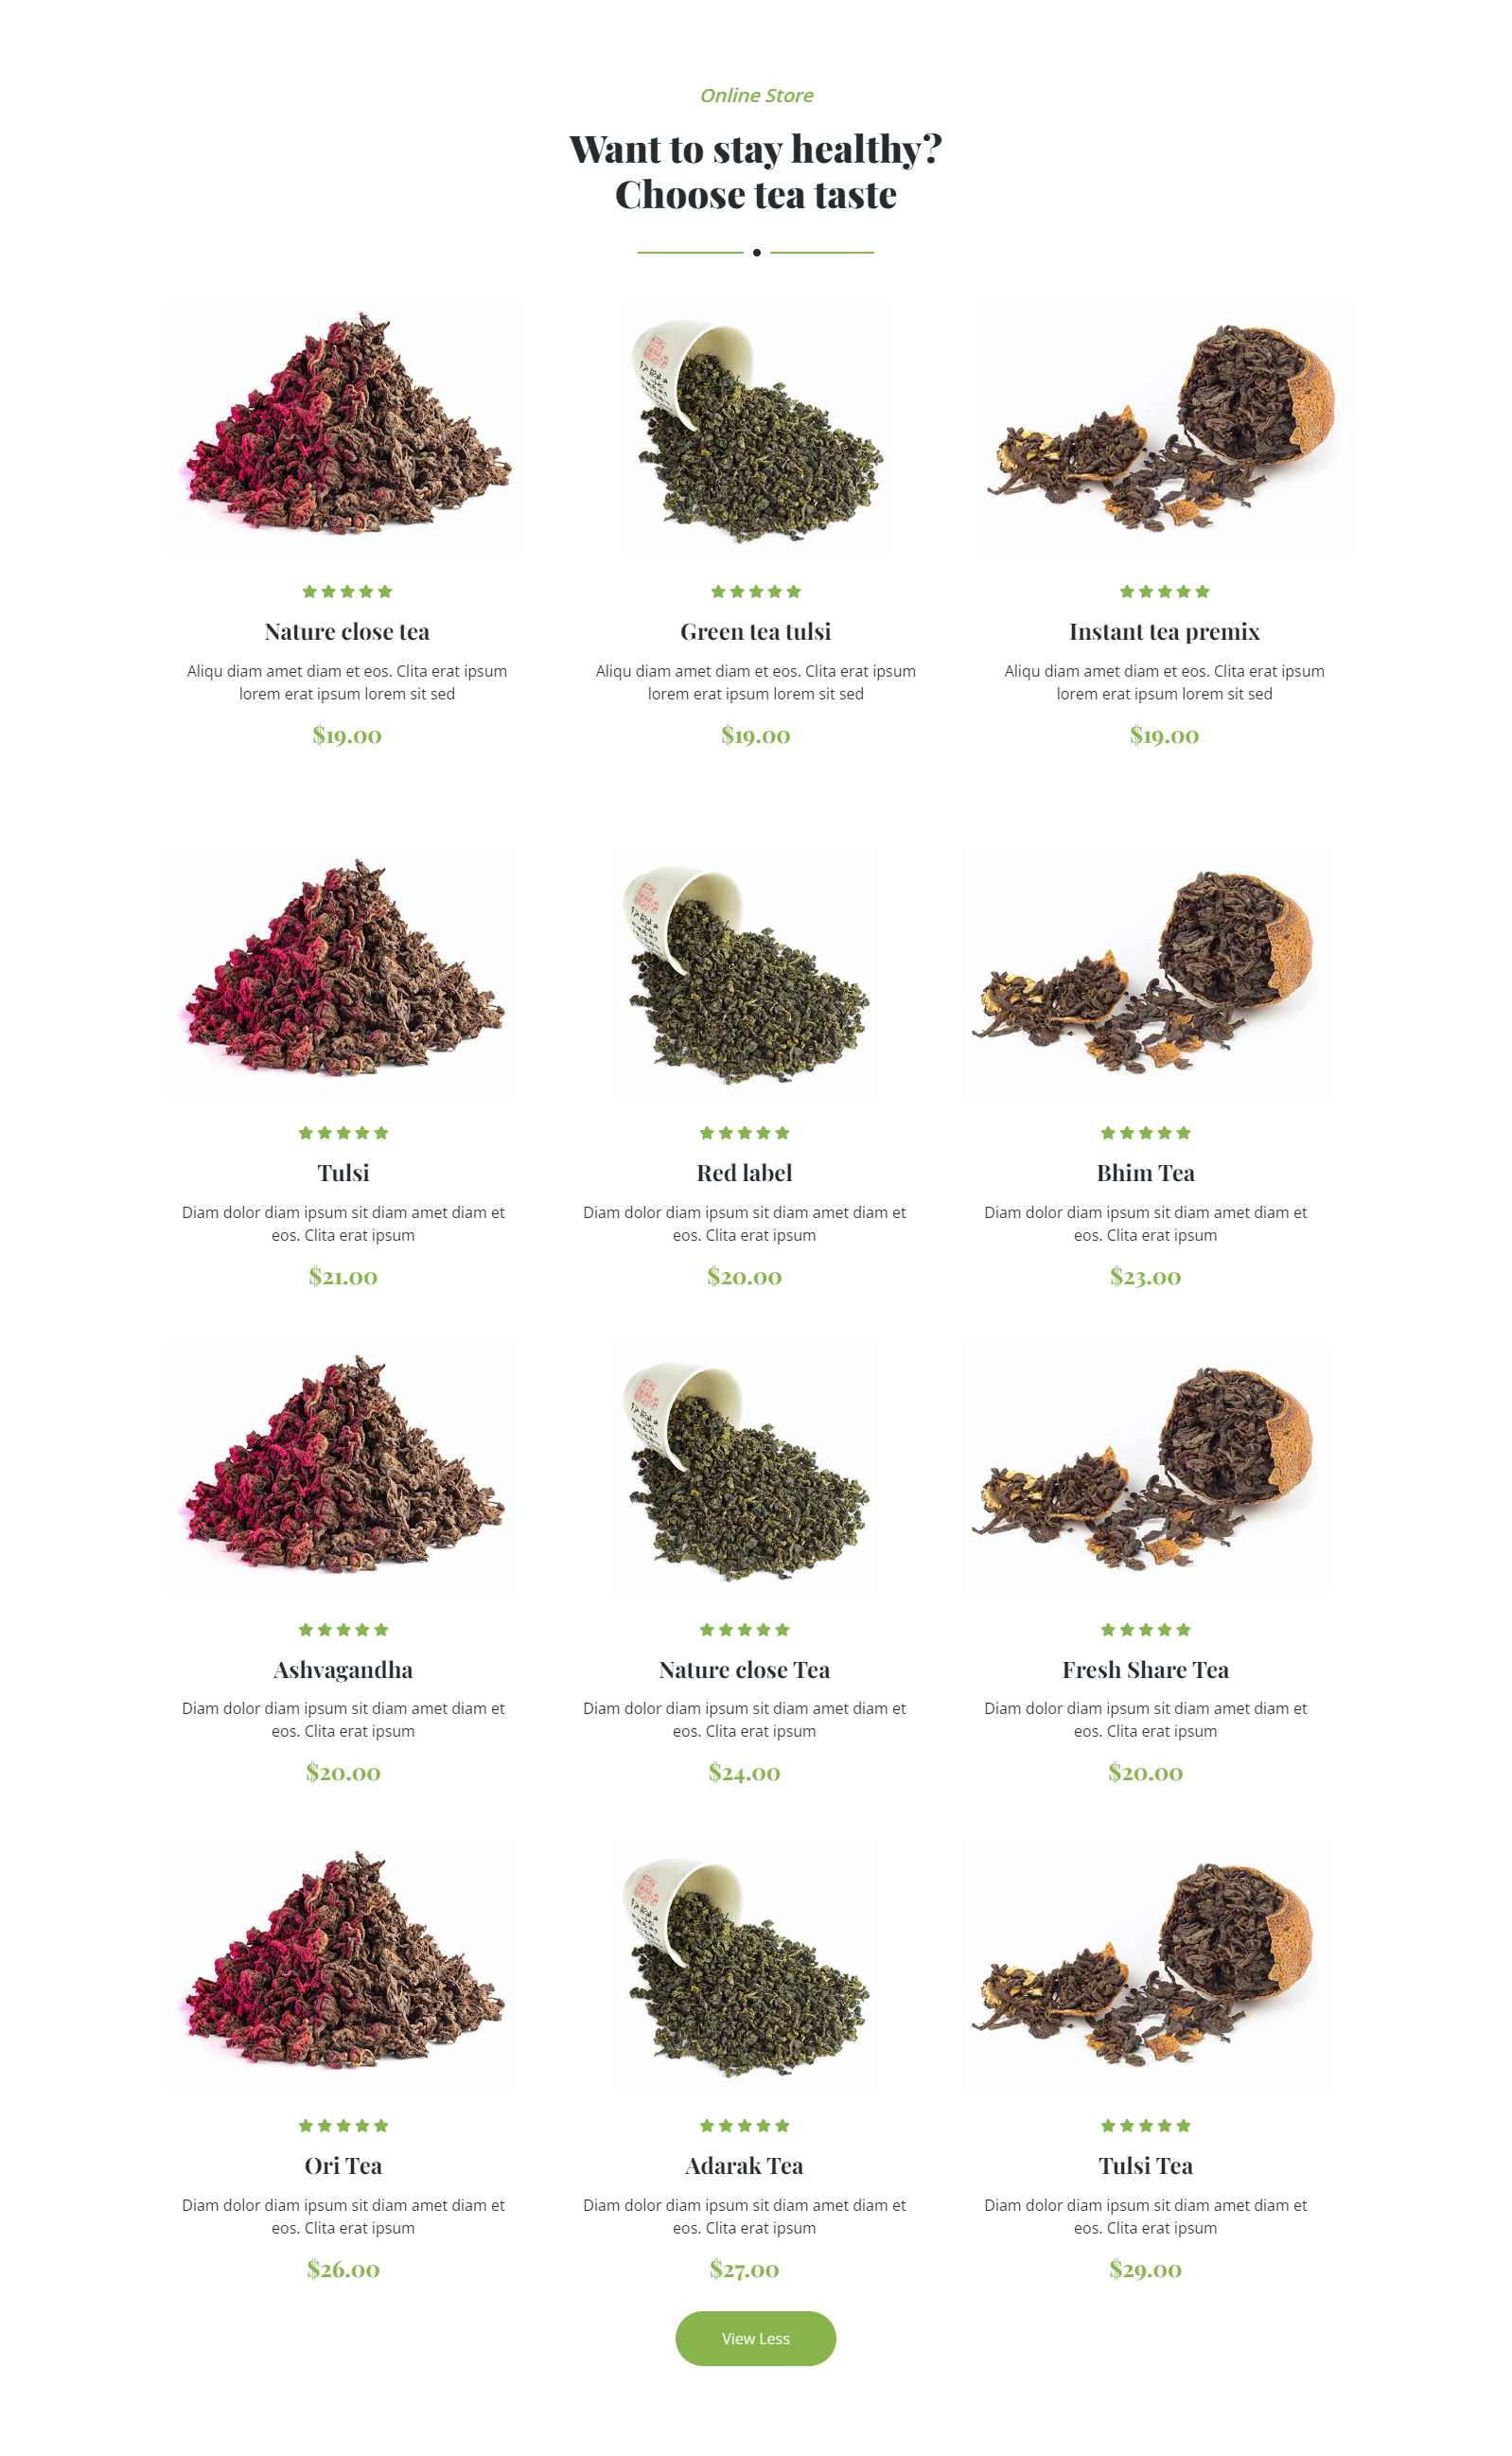 Online Store
Want to stay healthy?
Choose tea taste
Nature close tea
Aliqu diam amet diam et eos. Clita erat ipsum
lorem erat ipsum lorem sit sed
$19.00
Green tea tulsi
Aliqu diam amet diam et eos. Clita erat ipsum
lorem erat ipsum lorem sit sed
$19.00
Instant tea premix
Aliqu diam amet diam et eos. Clita erat ipsum
lorem erat ipsum lorem sit sed
$19.00
Tulsi
Diam dolor diam ipsum sit diam amet diam et
eos. Clita erat ipsum
$21.00
Red label
Diam dolor diam ipsum sit diam amet diam et
eos. Clita erat ipsum
$20.00
Bhim Tea
Diam dolor diam ipsum sit diam amet diam et
eos. Clita erat ipsum
$23.00
Ashvagandha
Diam dolor diam ipsum sit diam amet diam et
eos. Clita erat ipsum
$20.00
Nature close Tea
Diam dolor diam ipsum sit diam amet diam et
eos. Clita erat ipsum
$24.00
Fresh Share Tea
Diam dolor diam ipsum sit diam amet diam et
eos. Clita erat ipsum
$20.00
Ori Tea
Diam dolor diam ipsum sit diam amet diam et
eos. Clita erat ipsum
$26.00
Adarak Tea
Diam dolor diam ipsum sit diam amet diam et
eos. Clita erat ipsum
$27.00
Tulsi Tea
Diam dolor diam ipsum sit diam amet diam et
eos. Clita erat ipsum
$29.00
View Less